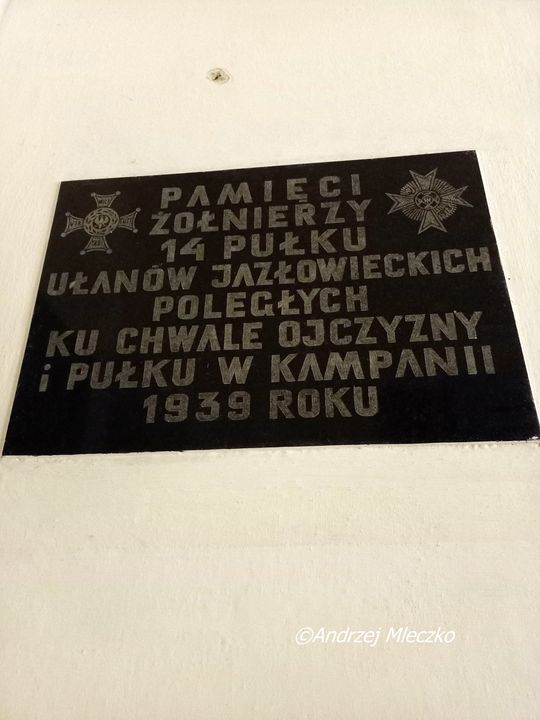 PAMIĘCI
ŻOŁNIERZY
14 PUŁKU
UŁANÓW JAZŁOWIECKICH
POLEGŁYCH
KU CHWALE OJCZYZNY
i PUŁKU W KAMPANII
1939 ROKU
©Andrzej Mleczko